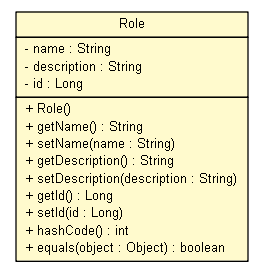 Role
- name : String
- description : String
- id : Long
+ Role()
+ getName() : String
+ setName(name : String)
+ getDescription() : String
+ setDescription(description : String)
+ getId() : Long
+ setId(id : Long)
+ hashCode() : int
+ equals(object : Object) : boolean